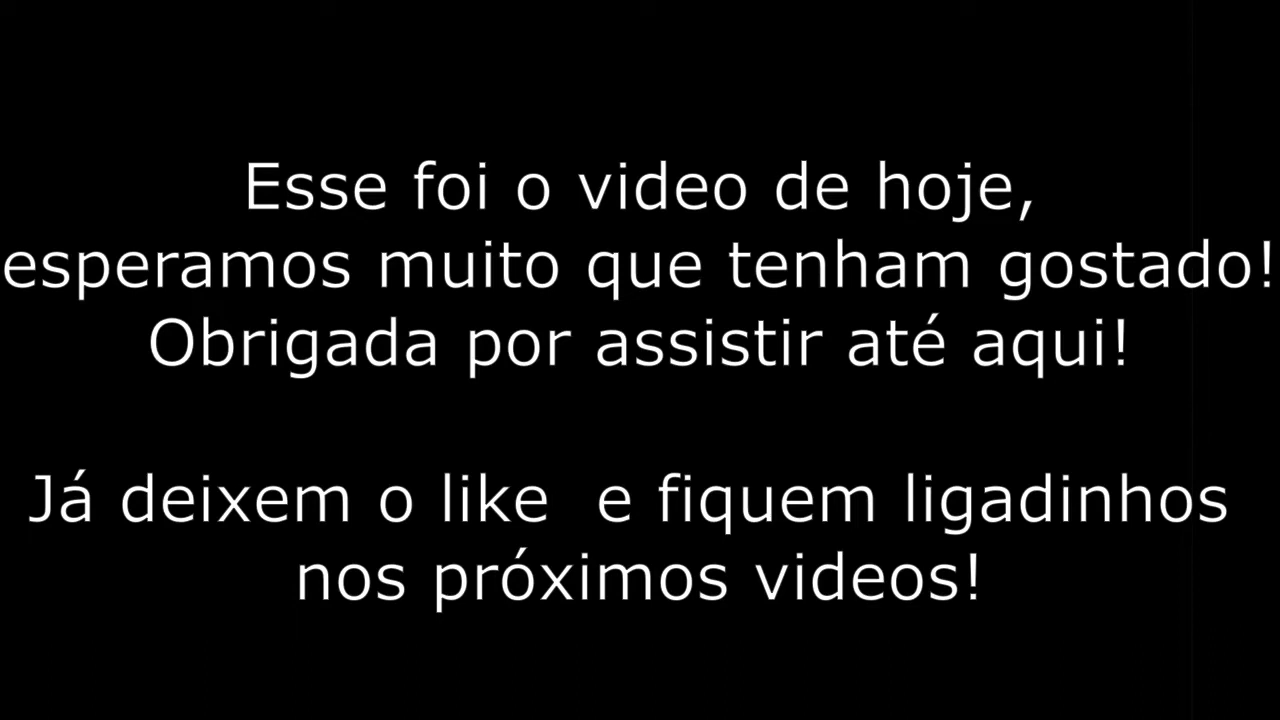 Esse foi o video de hoje,
esperamos muito que tenham gostado!
Obrigada por assistir até aqui!
Já deixem o like  e fiquem ligadinhos
nos próximos videos!